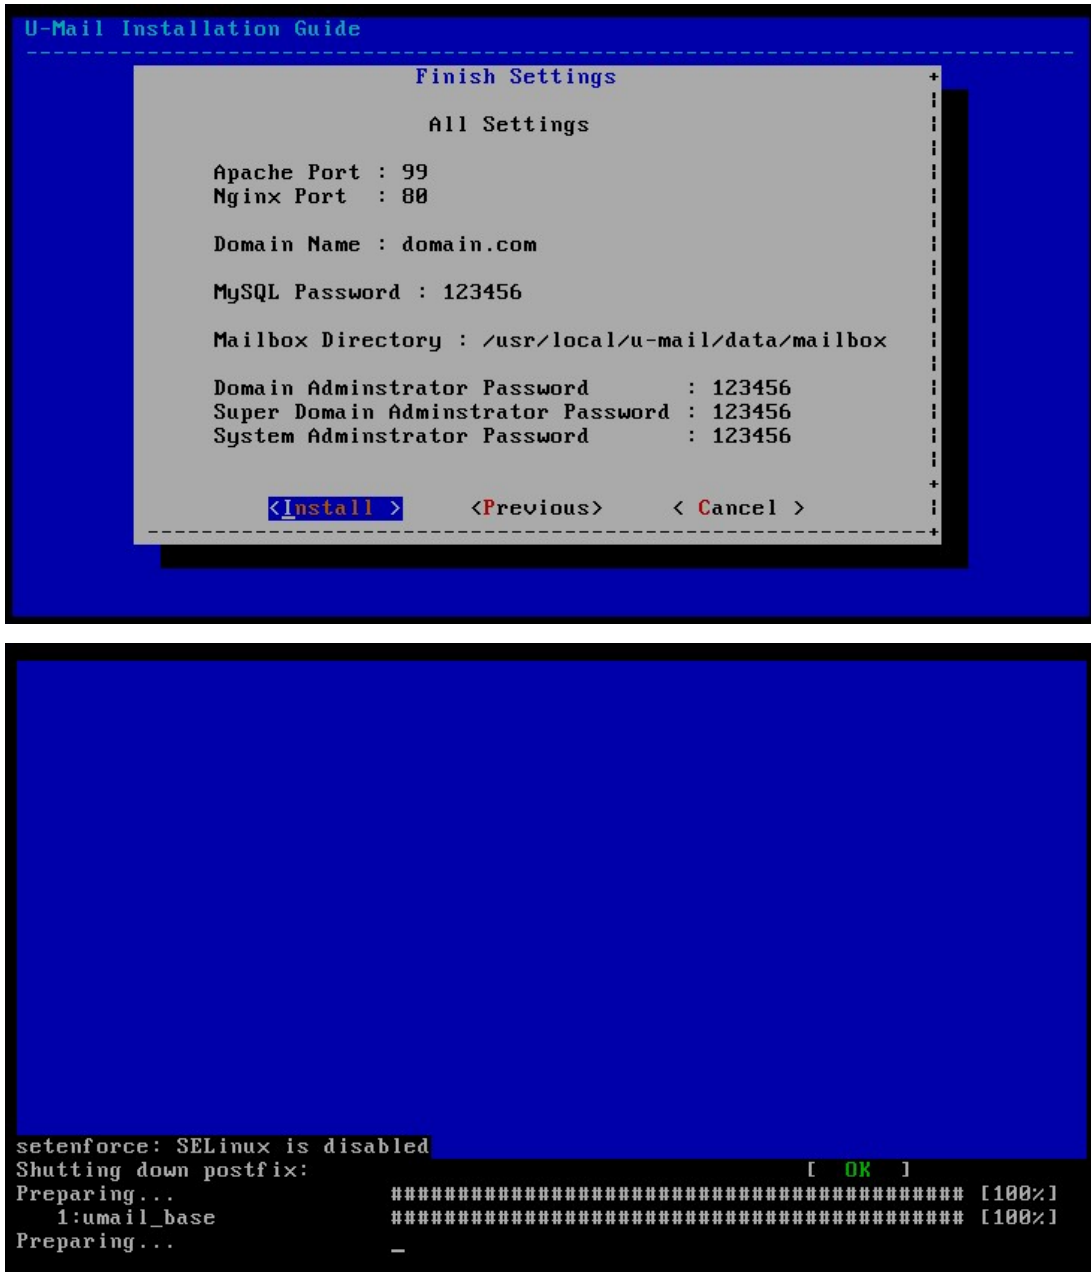 U-Mail Installation Guide
Finish Settings
All Settings
Apache Port : 99
Nginx Port  : 80
Domain Name : domain.com
MySQL Password : 123456
Mailbox Directory : /usr/local/u-mail/data/mailbox
Domain Adminstrator Password       : 123456
Super Domain Adminstrator Password : 123456
System Adminstrator Password       : 123456
<Install >     <Previous>     < Cancel >
setenforce: SELinux is disabled
Shutting down postfix:                                     [  OK  ]
Preparing...                ########################################### [100%]
   1:umail_base             ########################################### [100%]
Preparing...                _